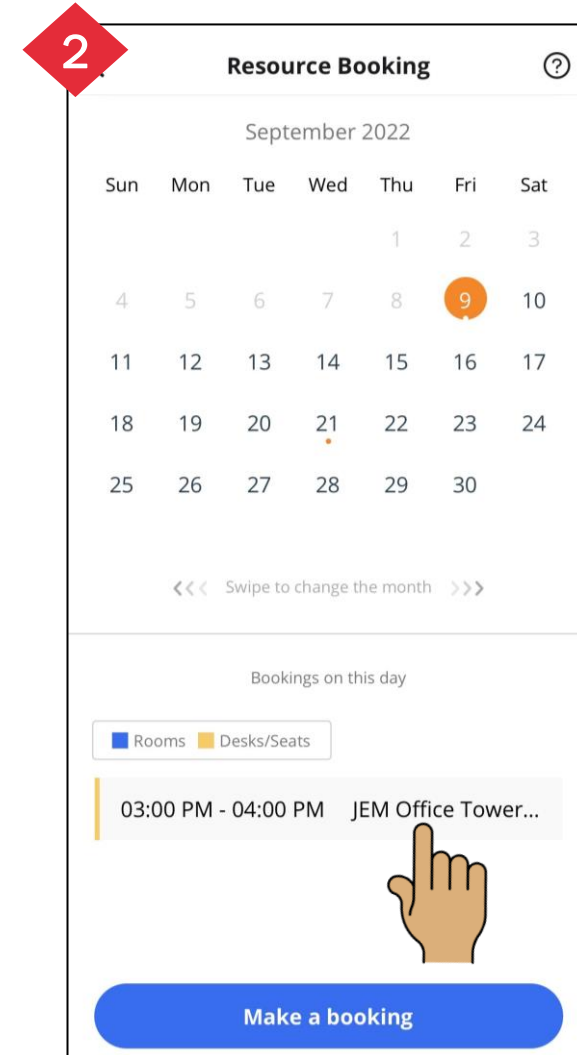 2
Resource Booking ?
September 2022
Sun Mon Tue Wed Thu Fri Sat
1 2 3
4 5 6 7 8 9 10
11 12 13 14 15 16 17
18 19 20 21 22 23 24
25 26 27 28 29 30
Swipe to change the month
Bookings on this day
Rooms Desks/Seats
03:00 PM - 04:00 PM JEM Office Tower...
Make a booking